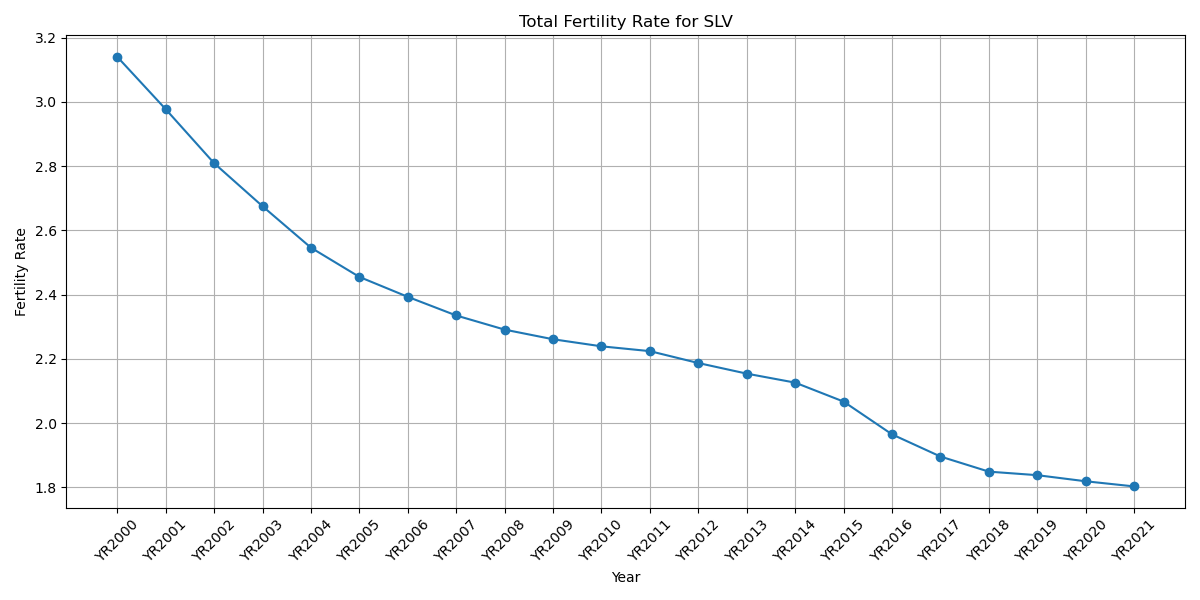 Total Fertility Rate for SLV
3.2
3.0
2.8
2.6
2.4
2.2
2.0
1.8
Fertility Rate
YR2000
YR2001
YR2002
YR2003
YR2004
YR2005
YR2006
YR2007
YR2008
YR2009
YR2010
YR2011
YR2012
YR2013
YR2014
YR2015
YR2016
YR2017
YR2018
YR2019
YR2020
YR2021
Year